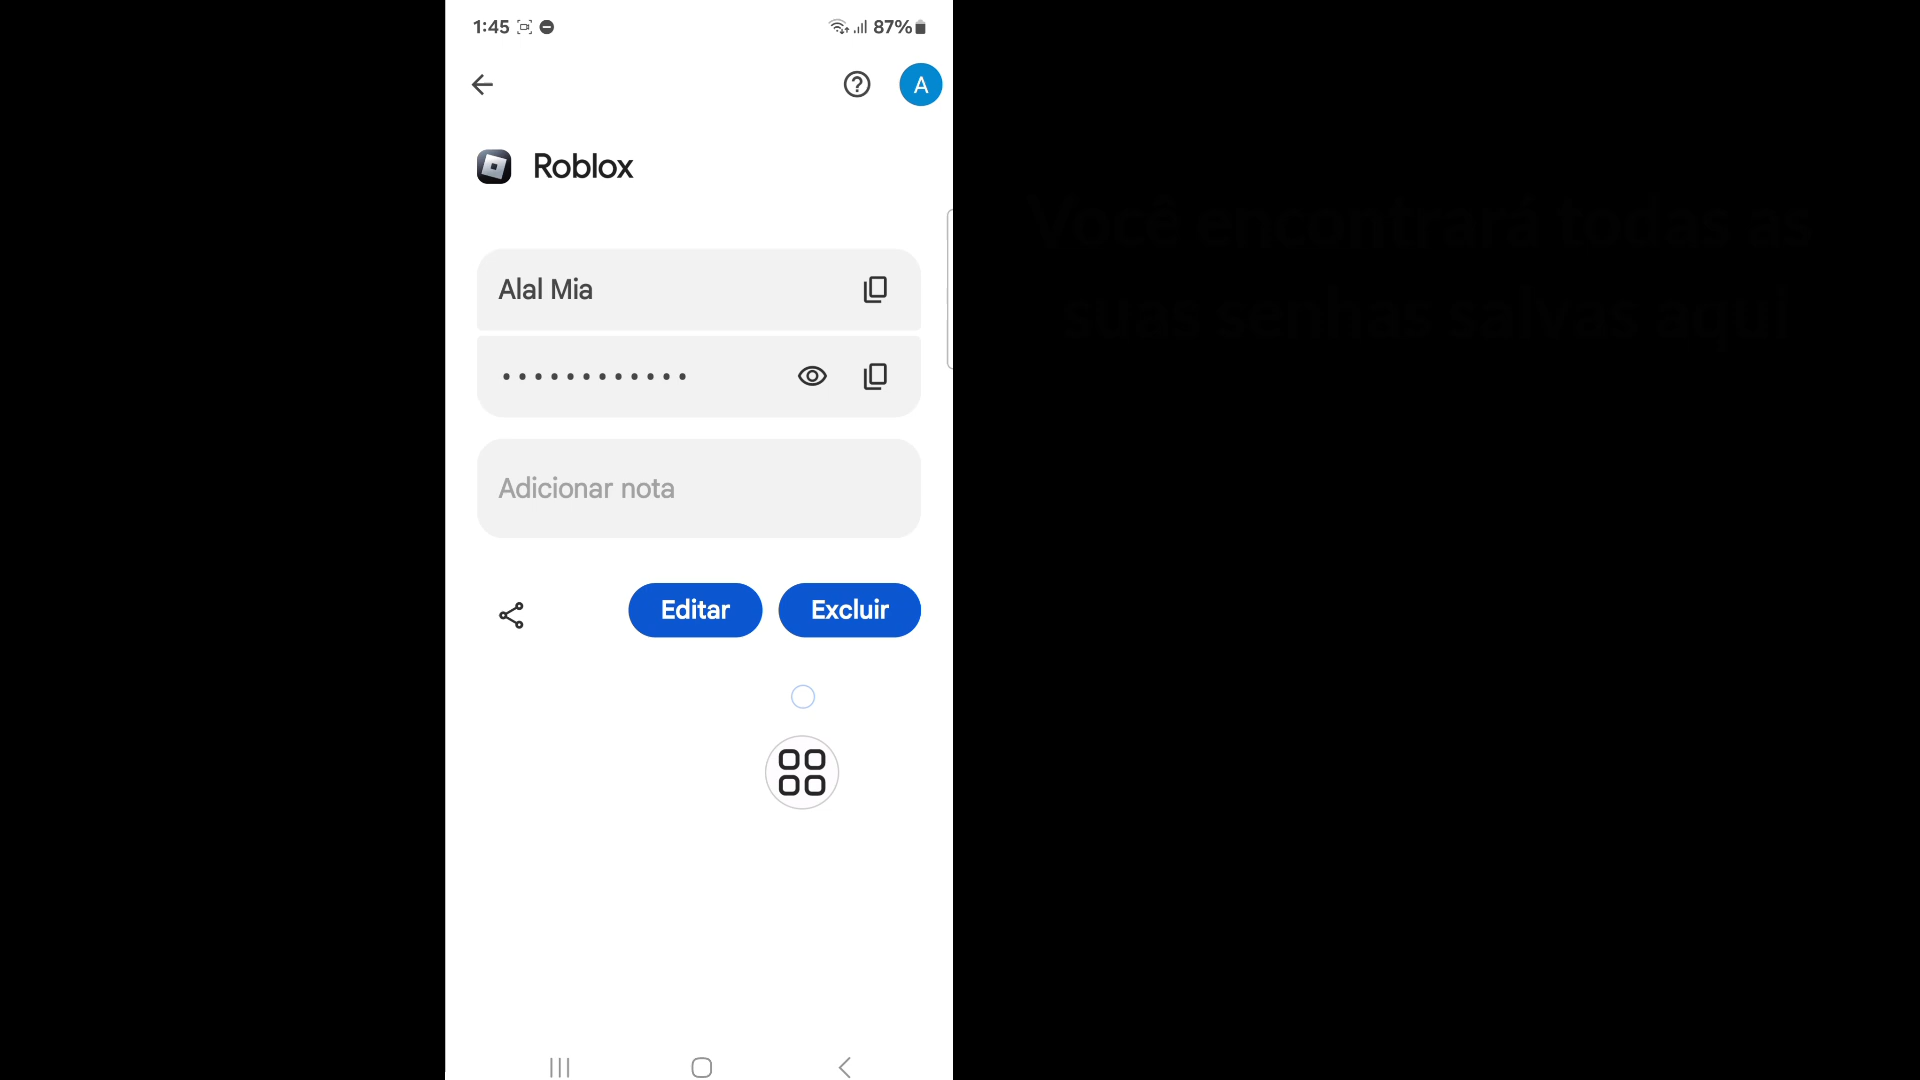 1:45
87%
A
Roblox
Alal Mia
Adicionar nota
Editar
Excluir
Você encontrará todas as
suas senhas salvas aqui